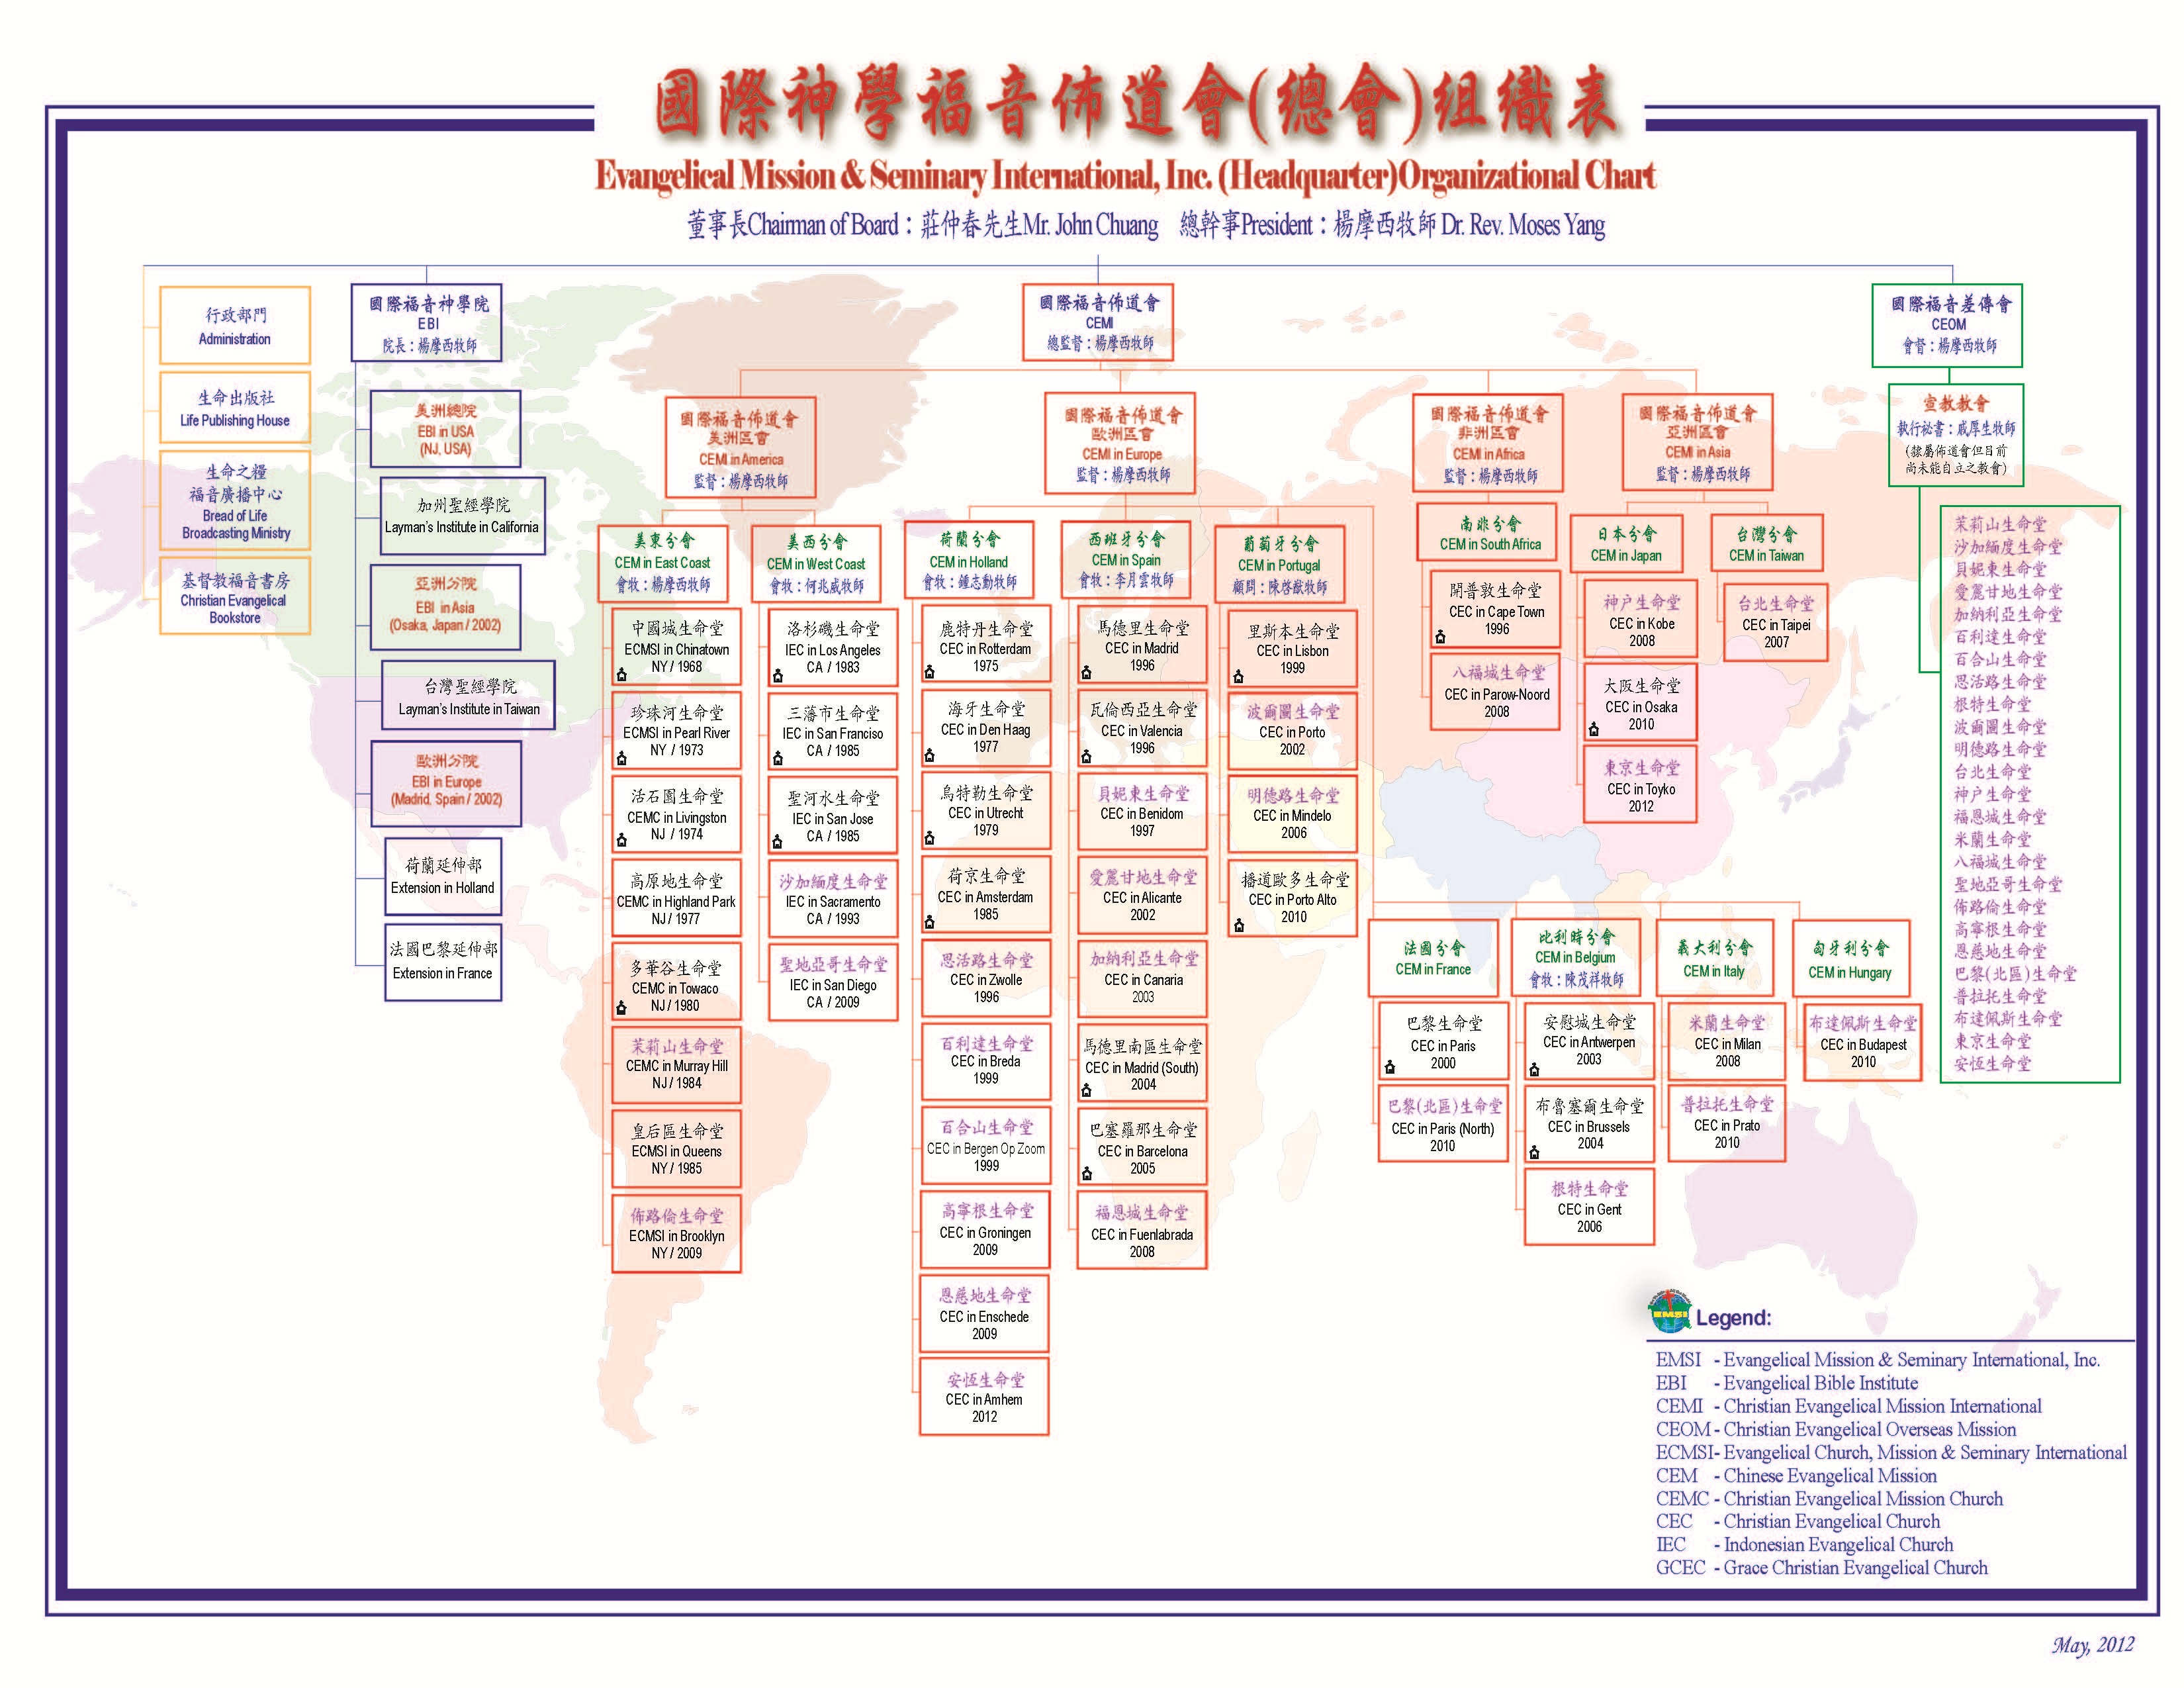 國際神學福音佈道會(總會)组織表
Evangelical Mission & Seminary International, Inc. (Headquarter)Organizational Chart
董事長Chairman of Board：莊仲春先生Mr. John Chuang 總幹事President：楊摩西牧師 Dr. Rev. Moses Yang
行政部門
Administration
生命出版社
Life Publishing House
生命之糧
福音廣播中心
Bread of Life
Broadcasting Ministry
基督教福音書房
Christian Evangelical
Bookstore
國際福音神學院
EBI
院長：楊摩西牧師
美洲總院
EBI in USA
(NJ, USA)
加州聖經學院
Layman's Institute in California
亞洲分院
EBI in Asia
(Osaka, Japan / 2002)
台灣聖經學院
Layman's Institute in Taiwan
歐洲分院
EBI in Europe
(Madrid, Spain / 2002)
荷蘭延伸部
Extension in Holland
法國巴黎延伸部
Extension in France
國際福音佈道會
CEMI
總監督：楊摩西牧師
國際福音佈道會
美洲區會
CEMI in America
監督：楊摩西牧師
美東分會
CEM in East Coast
會牧：楊摩西牧師
中國城生命堂
ECMSI in Chinatown
NY / 1968
珍珠河生命堂
ECMSI in Pearl River
NY / 1973
活石園生命堂
CEMC in Livingston
NJ / 1974
高原地生命堂
CEMC in Highland Park
NJ / 1977
多華谷生命堂
CEMC in Towaco
NJ / 1980
茉莉山生命堂
CEMC in Murray Hill
NJ / 1984
皇后區生命堂
ECMSI in Queens
NY / 1985
佈路倫生命堂
ECMSI in Brooklyn
NY / 2009
美西分會
CEM in West Coast
會牧：何兆威牧師
洛杉磯生命堂
IEC in Los Angeles
CA / 1983
三藩市生命堂
IEC in San Franciso
CA / 1985
聖河水生命堂
IEC in San Jose
CA / 1985
沙加緬度生命堂
IEC in Sacramento
CA / 1993
聖地亞哥生命堂
IEC in San Diego
CA / 2009
國際福音佈道會
歐洲區會
CEMI in Europe
監督：楊摩西牧師
荷蘭分會
CEM in Holland
會牧：鍾志勳牧師
鹿特丹生命堂
CEC in Rotterdam
1975
海牙生命堂
CEC in Den Haag
1977
烏特勒生命堂
CEC in Utrecht
1979
荷京生命堂
CEC in Amsterdam
1985
恩活路生命堂
CEC in Zwolle
1996
百利達生命堂
CEC in Breda
1999
百合山生命堂
CEC in Bergen Op Zoom
1999
高寧根生命堂
CEC in Groningen
2009
恩慈地生命堂
CEC in Enschede
2009
安恆生命堂
CEC in Arnhem
2012
西班牙分會
CEM in Spain
會牧：李月雲牧師
馬德里生命堂
CEC in Madrid
1996
瓦倫西亞生命堂
CEC in Valencia
1996
貝妮東生命堂
CEC in Benidom
1997
愛麗甘地生命堂
CEC in Alicante
2002
加納利亞生命堂
CEC in Canaria
2003
馬德里南區生命堂
CEC in Madrid (South)
2004
巴塞羅那生命堂
CEC in Barcelona
2005
福恩城生命堂
CEC in Fuenlabrada
2008
葡萄牙分會
CEM in Portugal
顧問：陳啓猷牧師
里斯本生命堂
CEC in Lisbon
1999
波爾圖生命堂
CEC in Porto
2002
明德路生命堂
CEC in Mindelo
2006
播道歐多生命堂
CEC in Porto Alto
2010
法國分會
CEM in France
巴黎生命堂
CEC in Paris
2000
巴黎(北區)生命堂
CEC in Paris (North)
2010
比利時分會
CEM in Belgium
會牧：陳茂祥牧師
安慰城生命堂
CEC in Antwerpen
2003
布魯塞爾生命堂
CEC in Brussels
2004
根特生命堂
CEC in Gent
2006
義大利分會
CEM in Italy
米蘭生命堂
CEC in Milan
2008
普拉托生命堂
CEC in Prato
2010
匈牙利分會
CEM in Hungary
布達佩斯生命堂
CEC in Budapest
2010
國際福音佈道會
非洲區會
CEMI in Africa
監督：楊摩西牧師
南非分會
CEM in South Africa
開普敦生命堂
CEC in Cape Town
1996
八福城生命堂
CEC in Parow-Noord
2008
國際福音佈道會
亞洲區會
CEMI in Asia
監督：楊摩西牧師
日本分會
CEM in Japan
神户生命堂
CEC in Kobe
2008
大阪生命堂
CEC in Osaka
2010
東京生命堂
CEC in Toyko
2012
台灣分會
CEM in Taiwan
台北生命堂
CEC in Taipei
2007
國際福音差傳會
CEOM
會督：楊摩西牧師
宣教教會
執行祕書：戚厚生牧師
(隸屬佈道會但目前
尚未能自立之教會)
茉莉山生命堂
沙加緬度生命堂
貝妮東生命堂
愛麗甘地生命堂
加納利亞生命堂
百利達生命堂
百合山生命堂
恩活路生命堂
根特生命堂
波爾圖生命堂
明德路生命堂
台北生命堂
神户生命堂
福恩城生命堂
米蘭生命堂
八福城生命堂
聖地亞哥生命堂
佈路倫生命堂
高寧根生命堂
恩慈地生命堂
巴黎(北區)生命堂
普拉托生命堂
布達佩斯生命堂
東京生命堂
安恆生命堂
EMSI
Legend:
EMSI - Evangelical Mission & Seminary International, Inc.
EBI - Evangelical Bible Institute
CEMI - Christian Evangelical Mission International
CEOM - Christian Evangelical Overseas Mission
ECMSI- Evangelical Church, Mission & Seminary International
CEM - Chinese Evangelical Mission
CEMC - Christian Evangelical Mission Church
CEC - Christian Evangelical Church
IEC - Indonesian Evangelical Church
GCEC - Grace Christian Evangelical Church
May, 2012